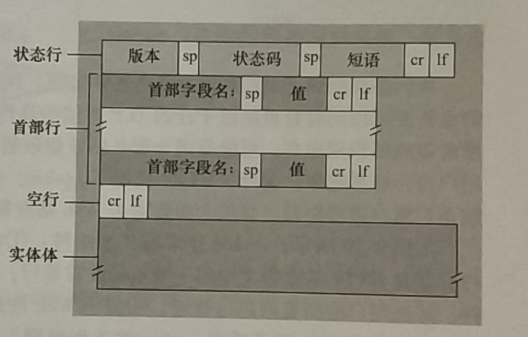 状态行 版本 sp 状态码 sp 短语 cr lf
首部字段名: sp 值 cr lf
首部行
首部字段名: sp 值 cr lf
空行 cr lf
实体体